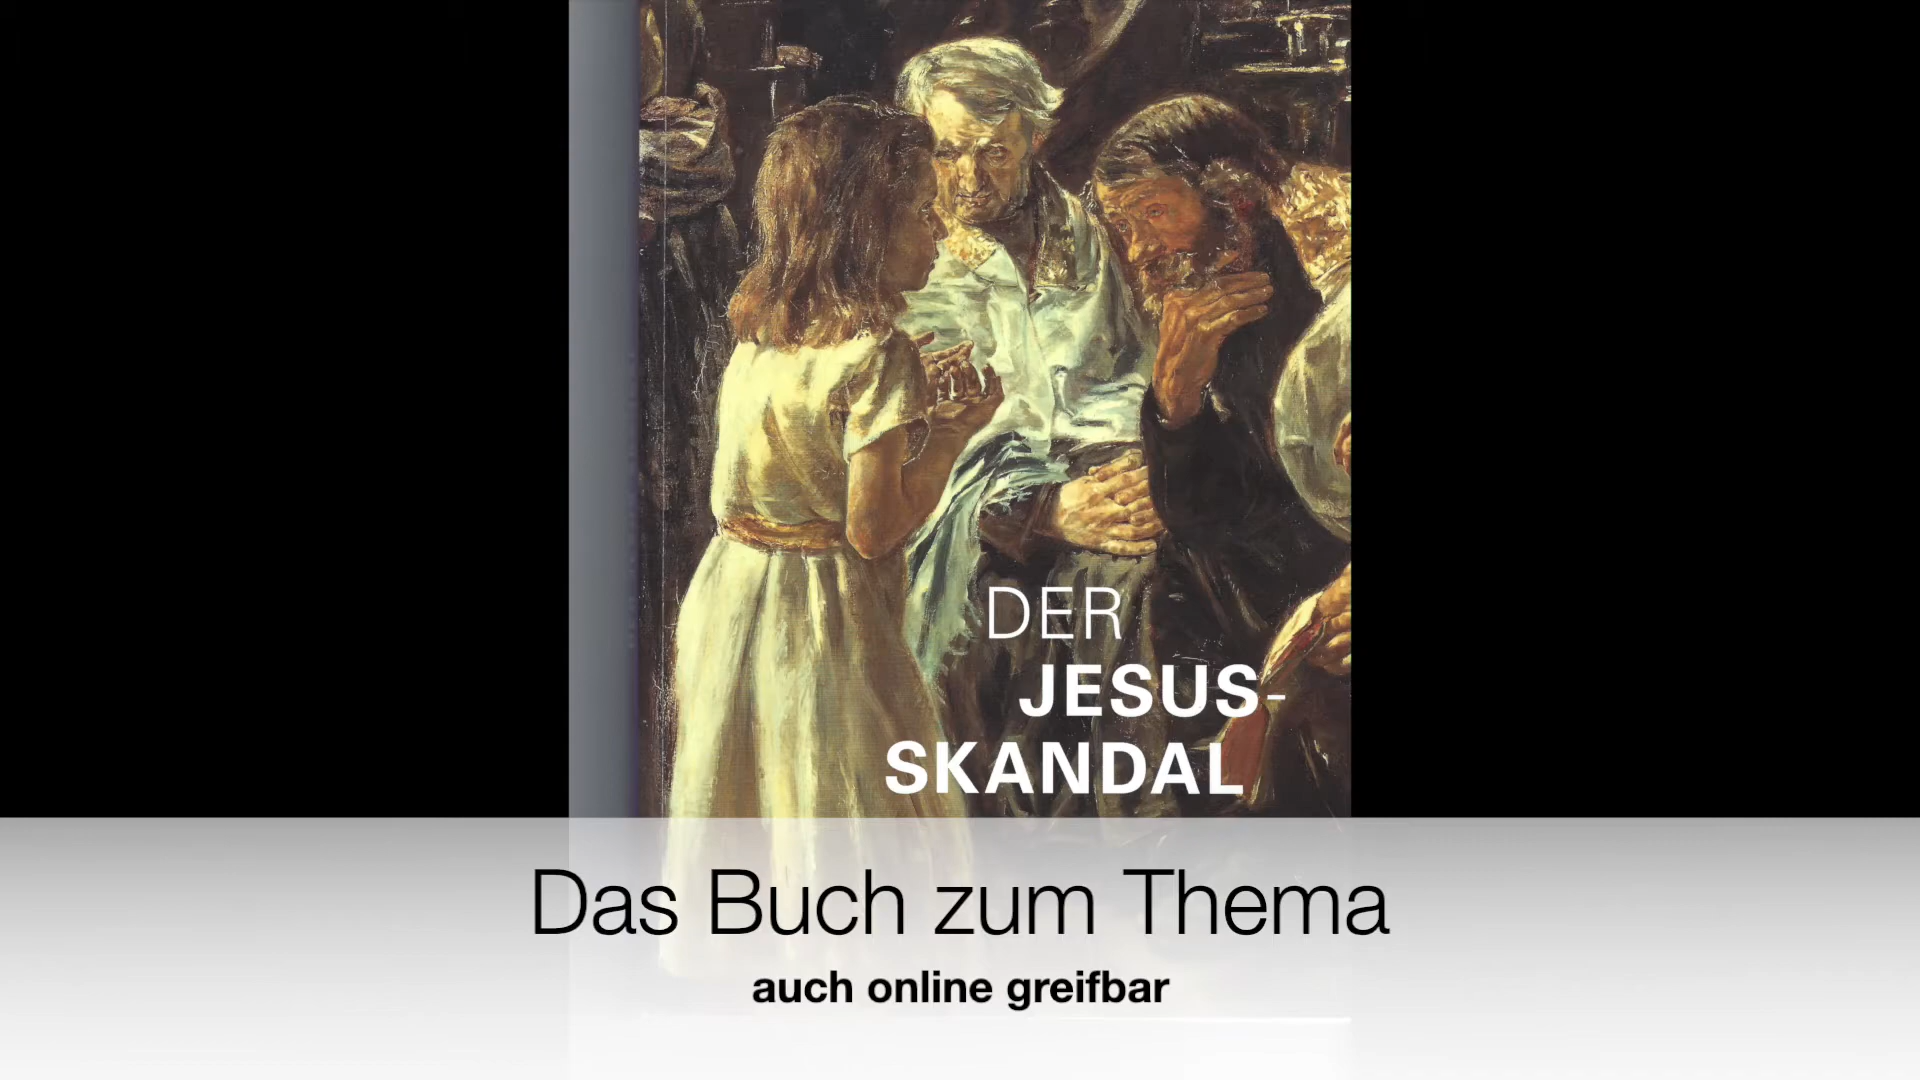 DER
JESUS-
SKANDAL
Das Buch zum Thema
auch online greifbar